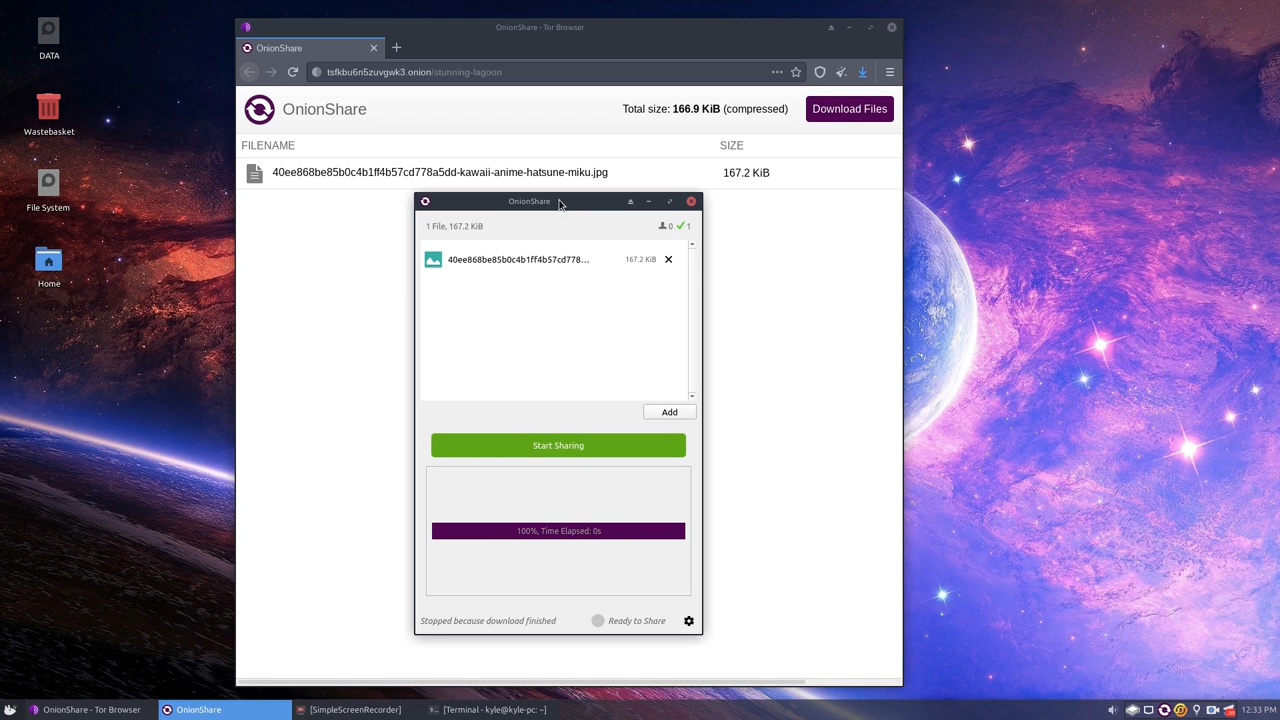 DATA
Wastebasket
File System
Home
OnionShare - Tor Browser
OnionShare
tsfkbu6n5zuvgwk3.onion/stunning-lagoon
OnionShare
Total size: 166.9 KiB (compressed)
Download Files
FILENAME
SIZE
40ee868be85b0c4b1ff4b57cd778a5dd-kawaii-anime-hatsune-miku.jpg
167.2 KiB
OnionShare
1 File, 167.2 KiB
0
1
40ee868be85b0c4b1ff4b57cd778...
167.2 KiB
Add
Start Sharing
100%, Time Elapsed: 0s
Stopped because download finished
Ready to Share
OnionShare - Tor Browser
OnionShare
[SimpleScreenRecorder]
[Terminal - kyle@kyle-pc: ~]
12:33 PM